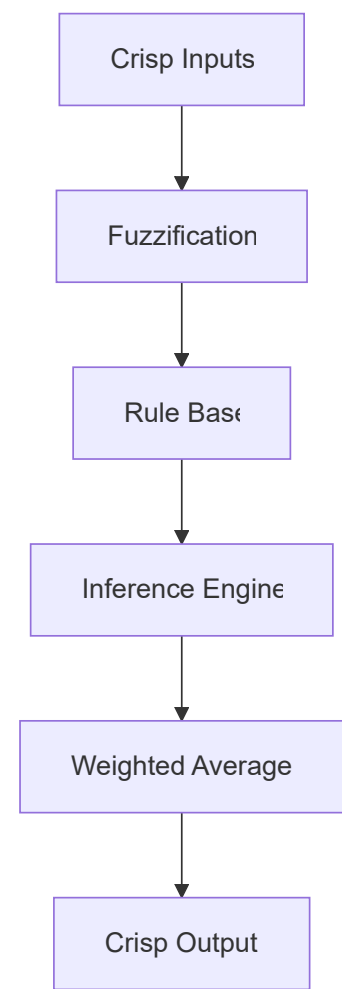 Crisp Inputs
Fuzzification
Rule Base
Inference Engine
Weighted Average
Crisp Output